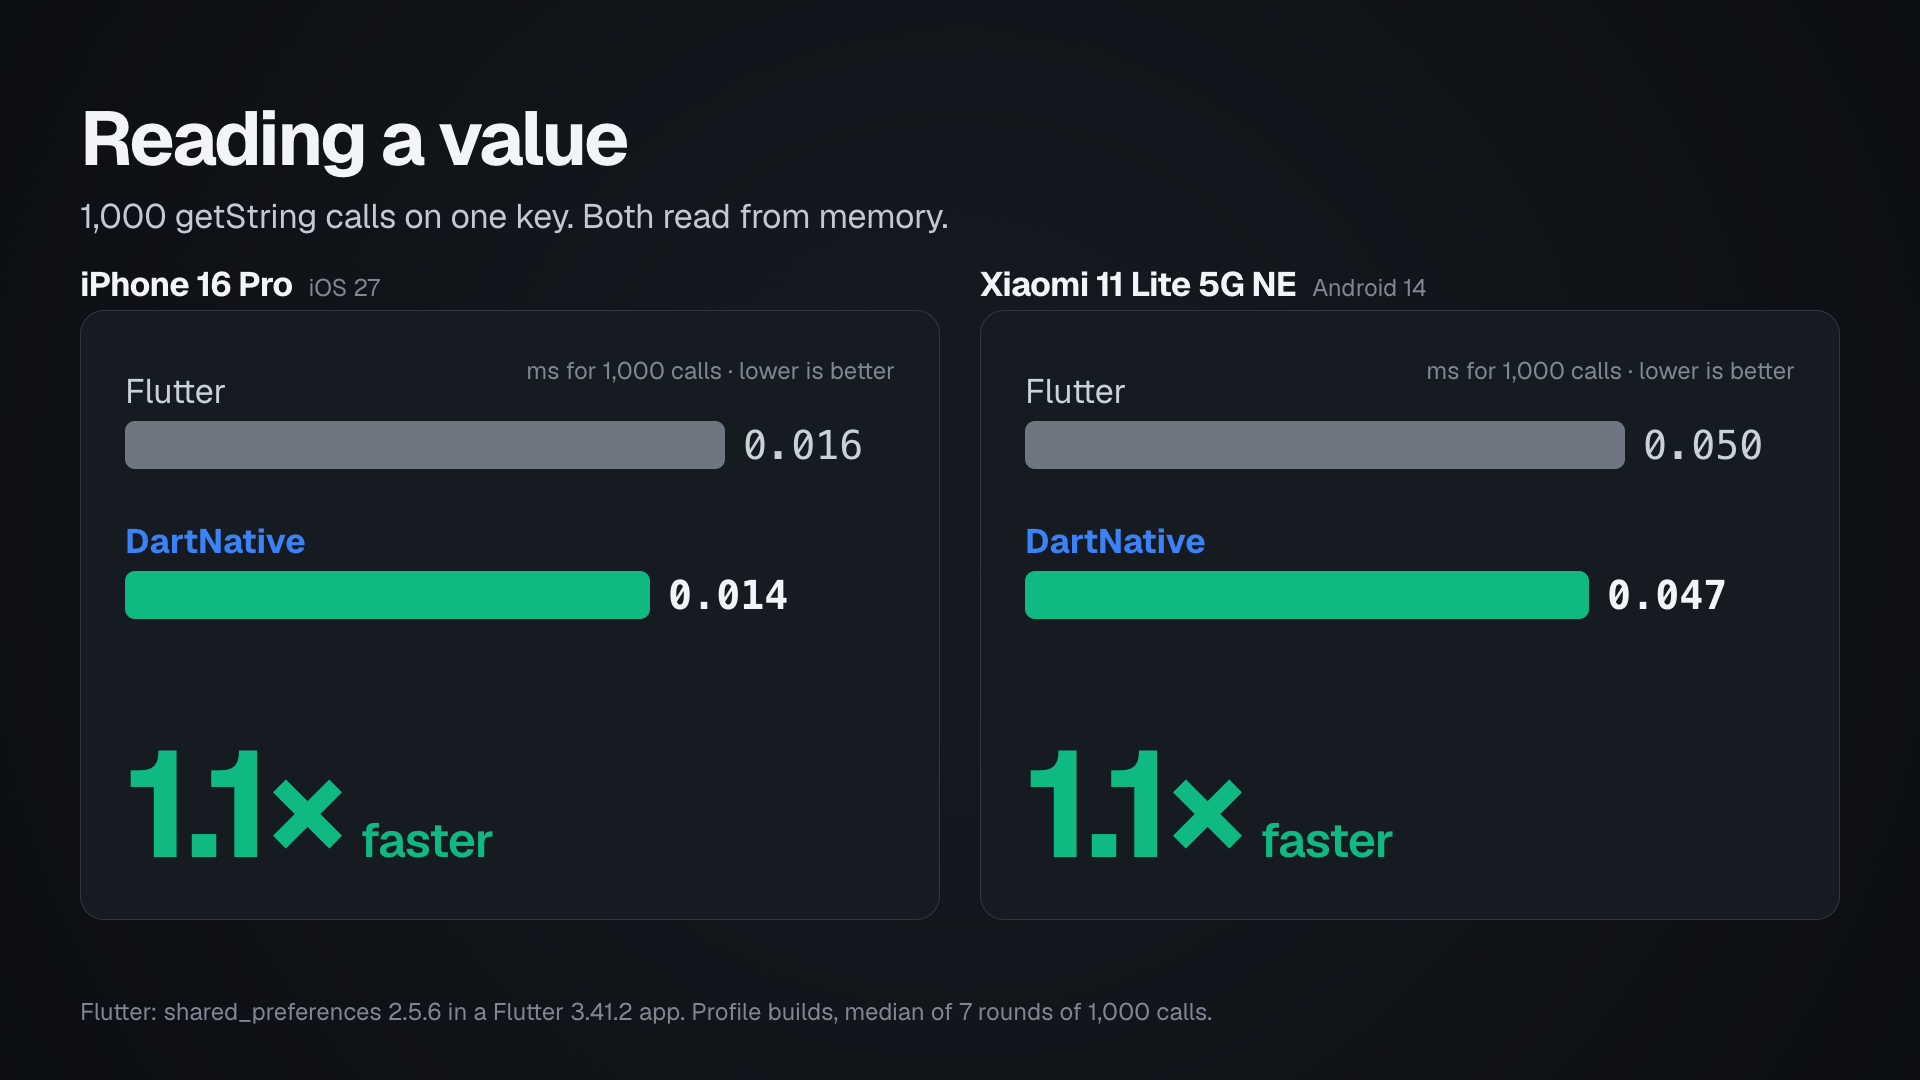 Reading a value
1,000 getString calls on one key. Both read from memory.
iPhone 16 Pro iOS 27
ms for 1,000 calls · lower is better
Flutter
0.016
DartNative
0.014
1.1× faster
Xiaomi 11 Lite 5G NE Android 14
ms for 1,000 calls · lower is better
Flutter
0.050
DartNative
0.047
1.1× faster
Flutter: shared_preferences 2.5.6 in a Flutter 3.41.2 app. Profile builds, median of 7 rounds of 1,000 calls.